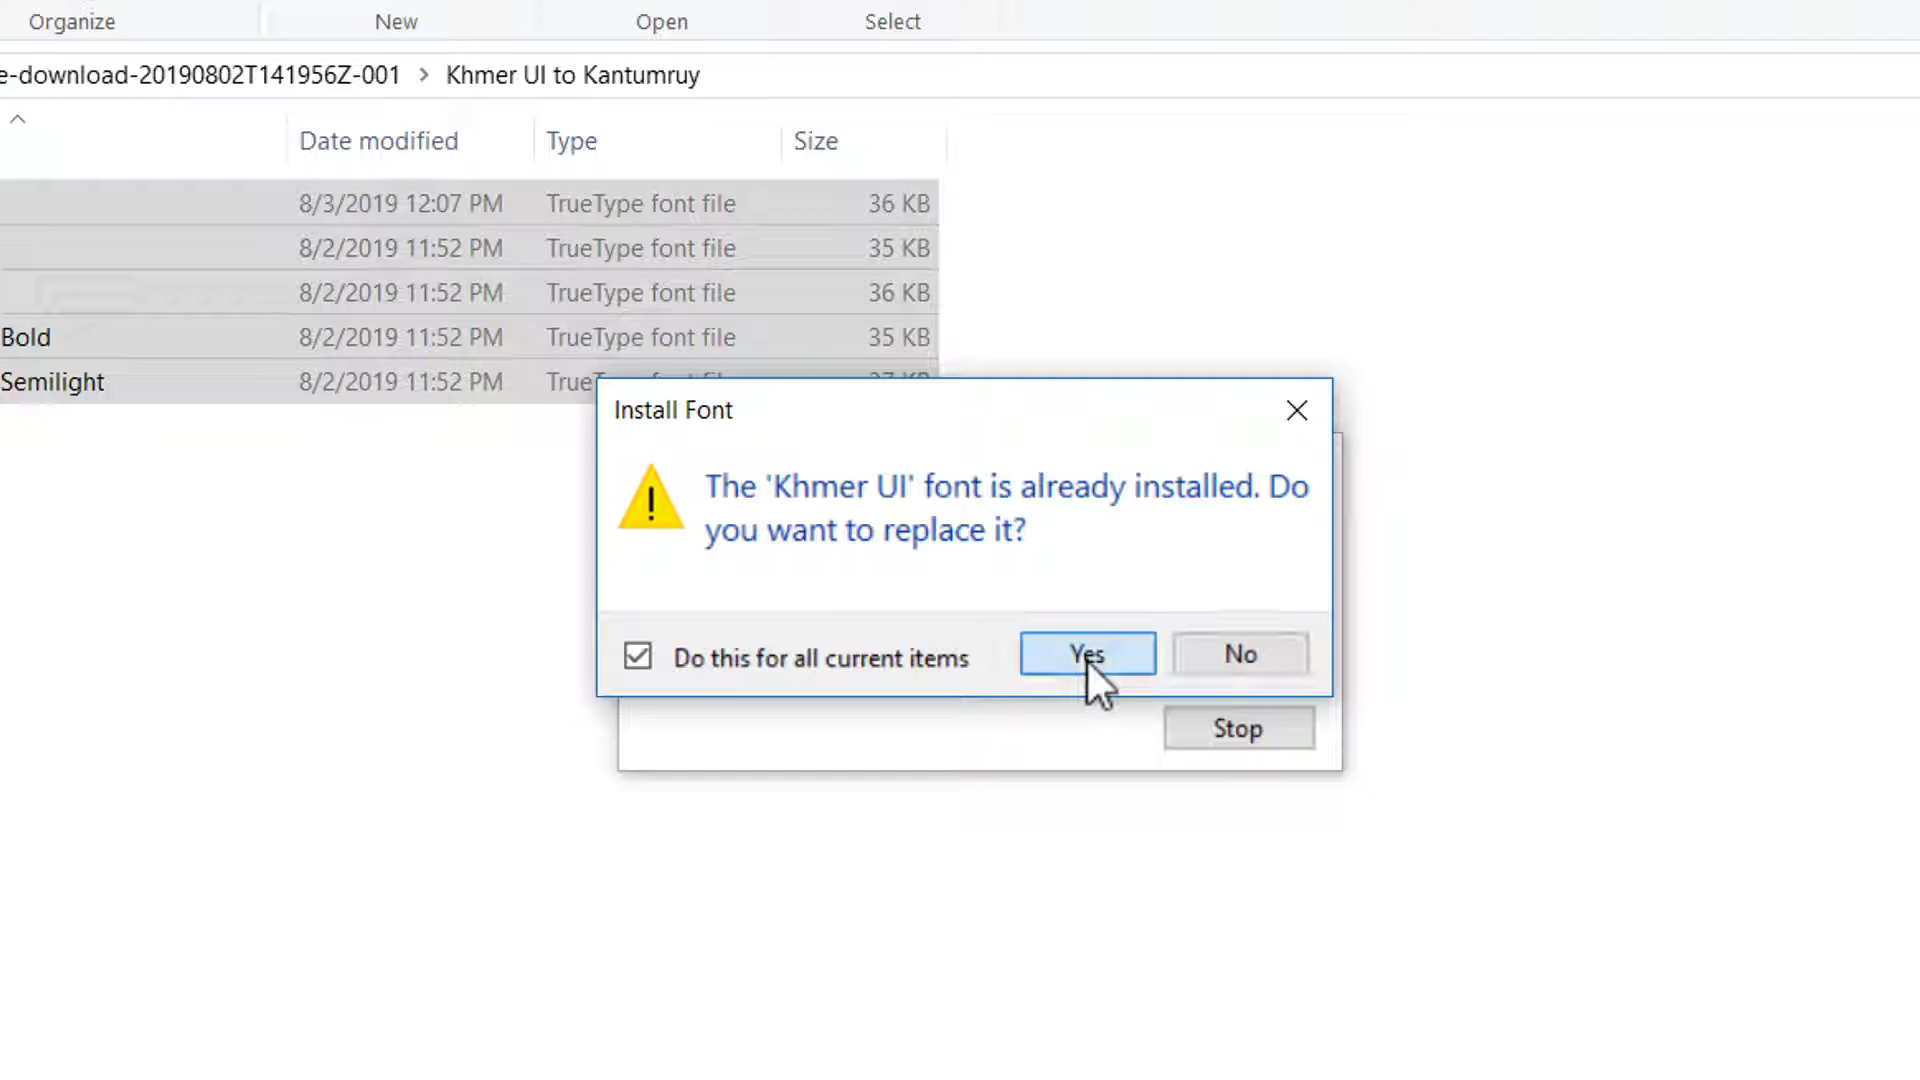 Organize New Open Select
e-download-20190802T141956Z-001 > Khmer UI to Kantumruy
Date modified Type Size
8/3/2019 12:07 PM TrueType font file 36 KB
8/2/2019 11:52 PM TrueType font file 35 KB
8/2/2019 11:52 PM TrueType font file 36 KB
Bold 8/2/2019 11:52 PM TrueType font file 35 KB
Semilight 8/2/2019 11:52 PM True
Install Font
The 'Khmer UI' font is already installed. Do
you want to replace it?
Do this for all current items Yes No
Stop